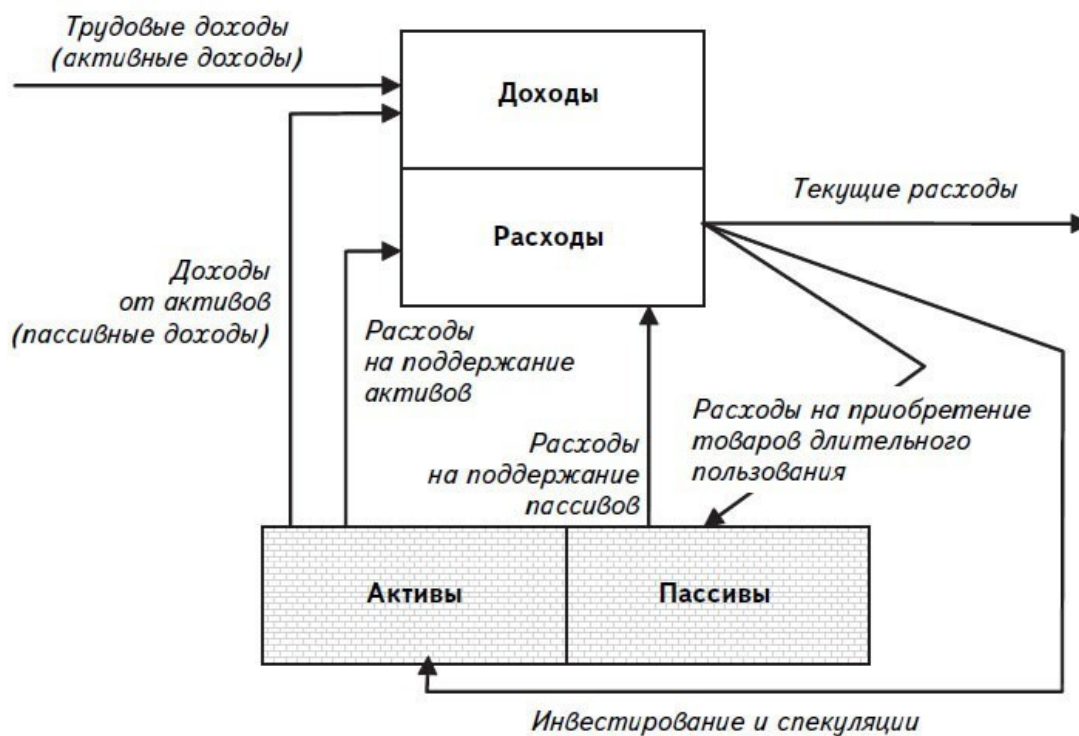 Трудовые доходы
(активные доходы)
Доходы
Расходы
Текущие расходы
Доходы
от активов
(пассивные доходы)
Расходы
на поддержание
активов
Расходы
на поддержание
пассивов
Расходы на приобретение
товаров длительного
пользования
Активы
Пассивы
Инвестирование и спекуляции